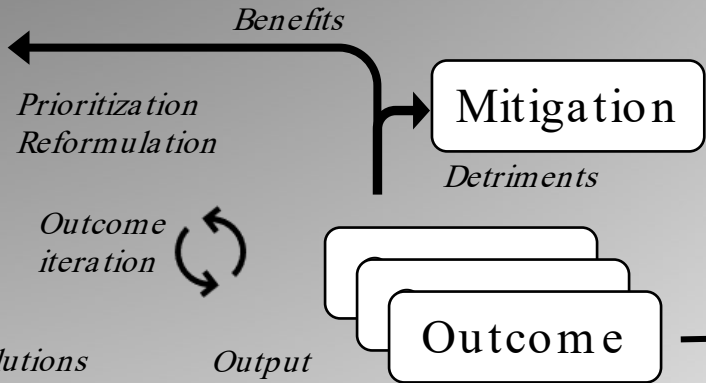 Benefits
Mitigation
Prioritization
Reformulation
Detriments
Outcome
iteration
Outcome
Output